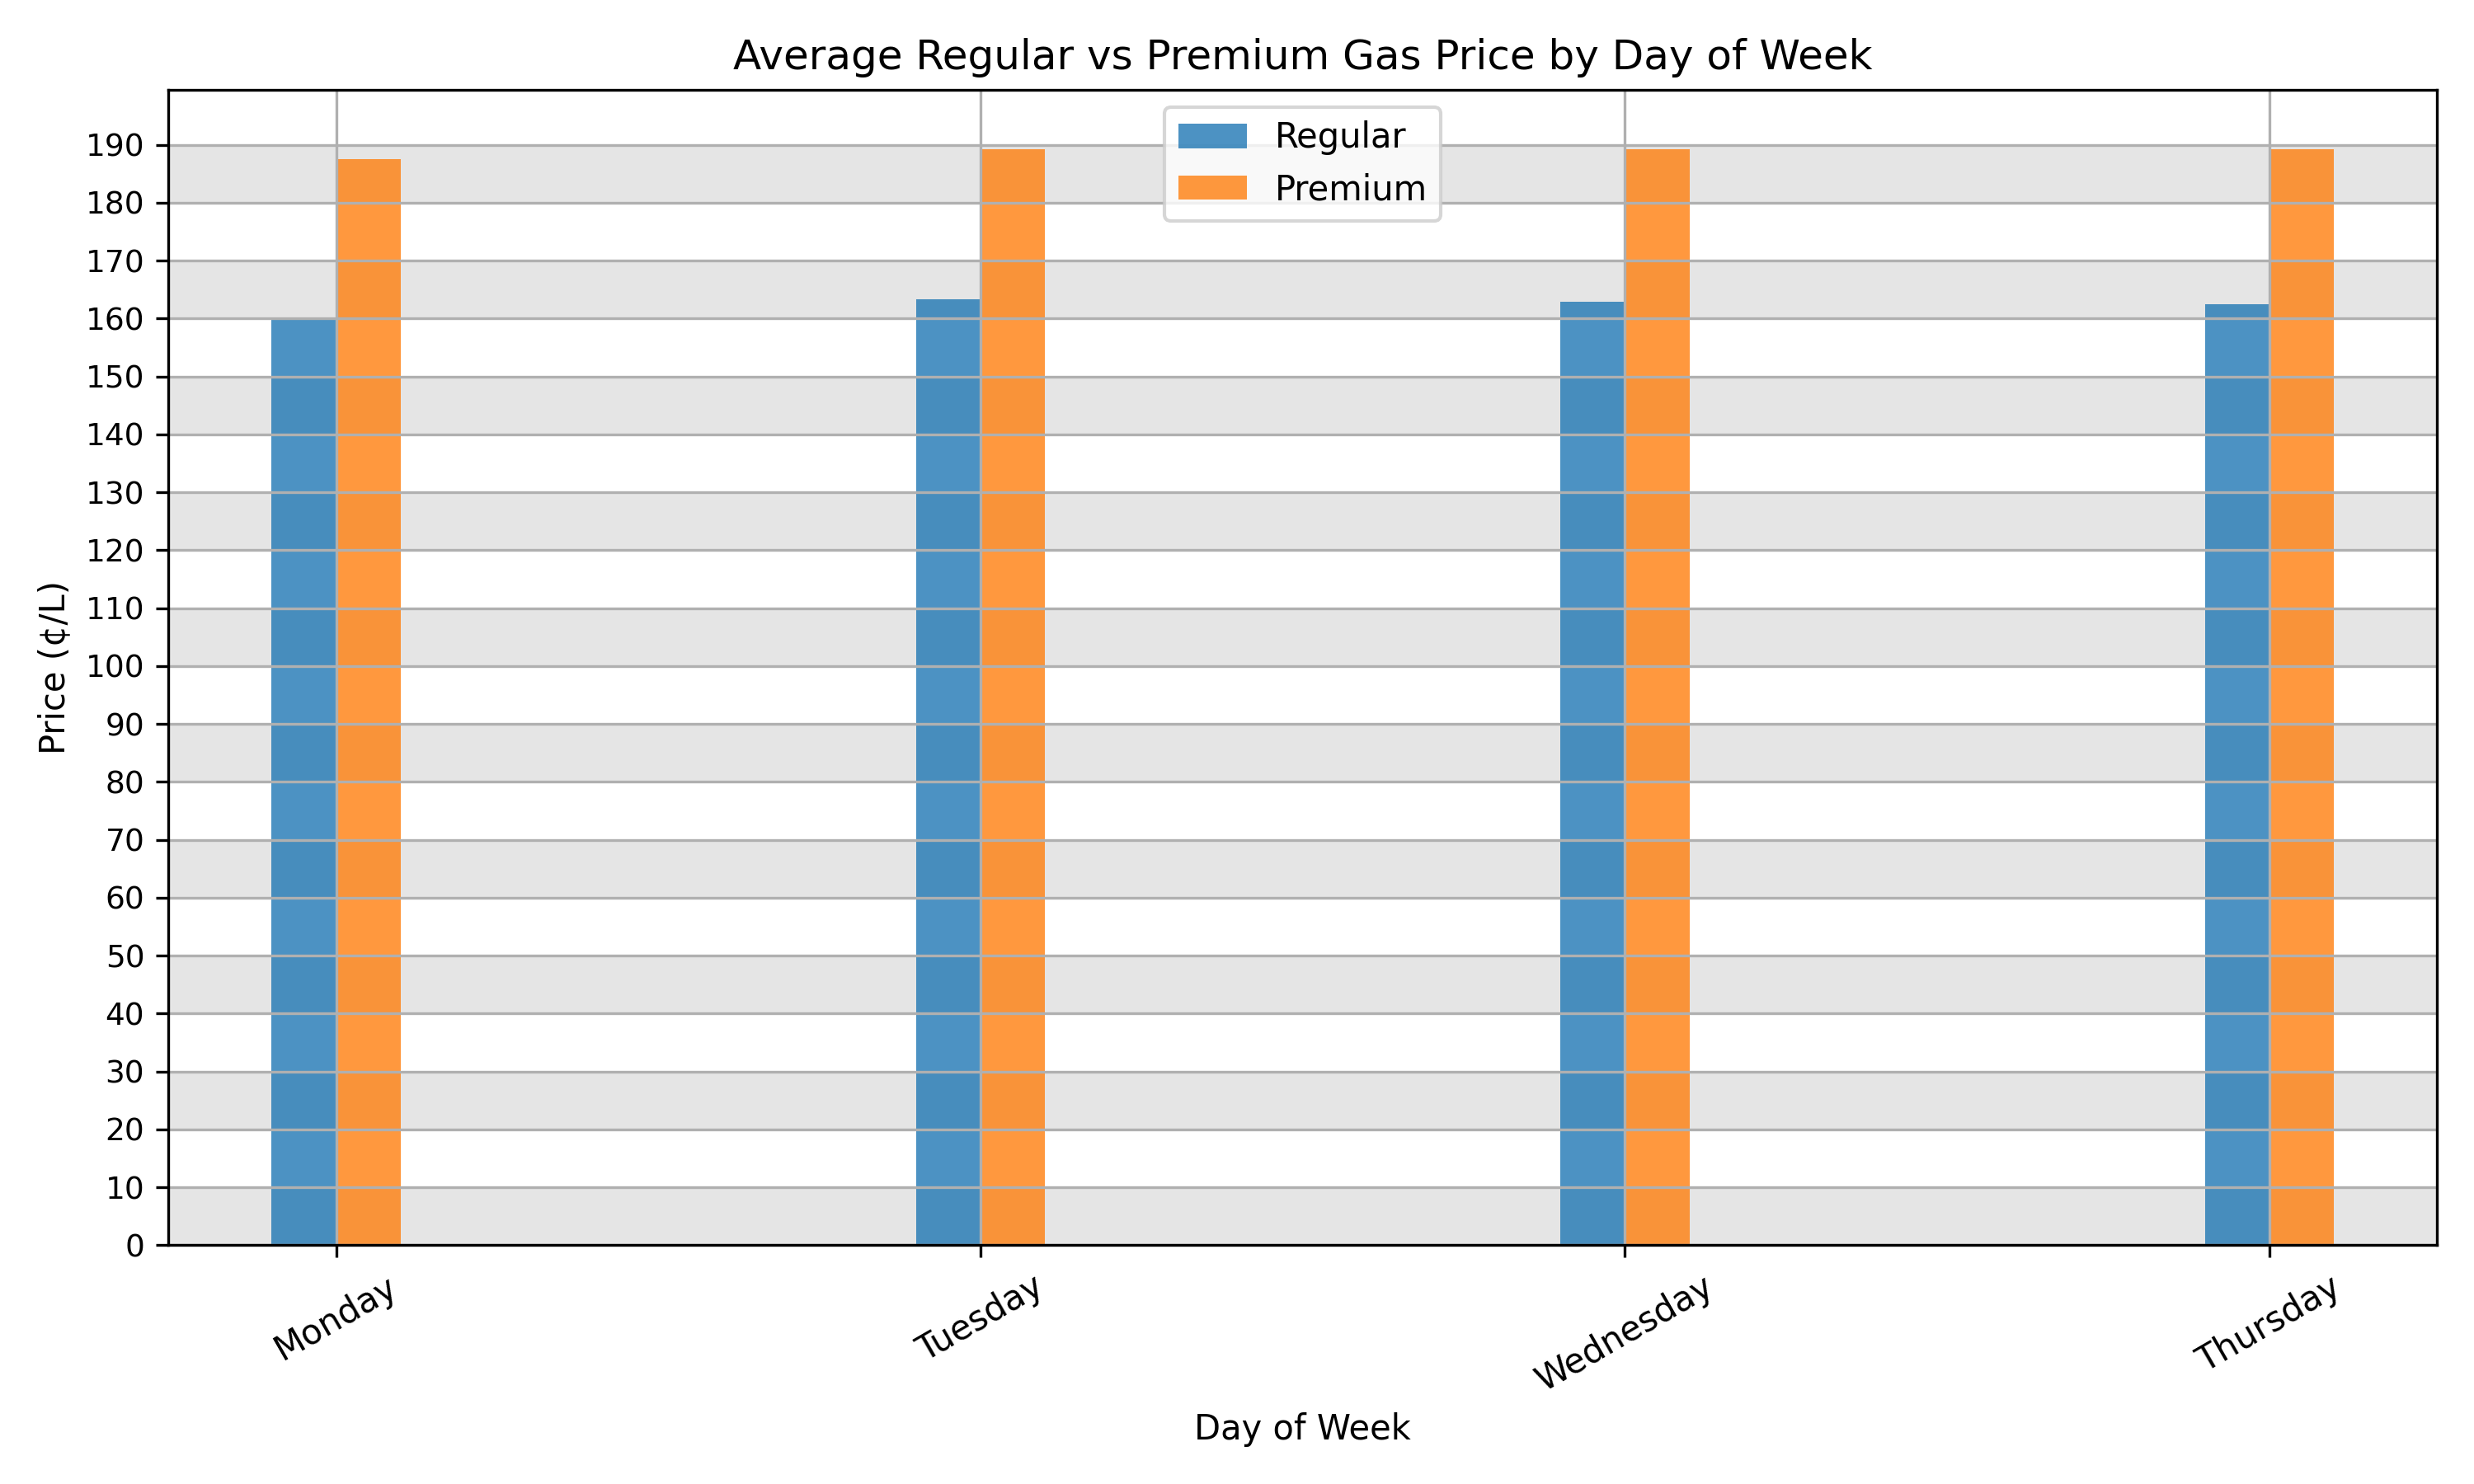 Average Regular vs Premium Gas Price by Day of Week
Regular
Premium
Price (¢/L)
190
180
170
160
150
140
130
120
110
100
90
80
70
60
50
40
30
20
10
0
Monday
Tuesday
Wednesday
Thursday
Day of Week